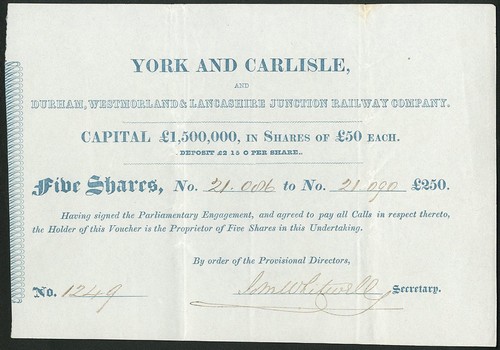 YORK AND CARLISLE,
AND
DURHAM, WESTMORLAND & LANCASHIRE JUNCTION RAILWAY COMPANY.
CAPITAL £1,500,000, IN SHARES OF £50 EACH.
DEPOSIT £2 15 0 PER SHARE.
Five Shares, No. 21.086 to No. 21.090 £250.
Having signed the Parliamentary Engagement, and agreed to pay all Calls in respect thereto,
the Holder of this Voucher is the Proprietor of Five Shares in this Undertaking.
By order of the Provisional Directors,
No. 1249 Whitwell Secretary.